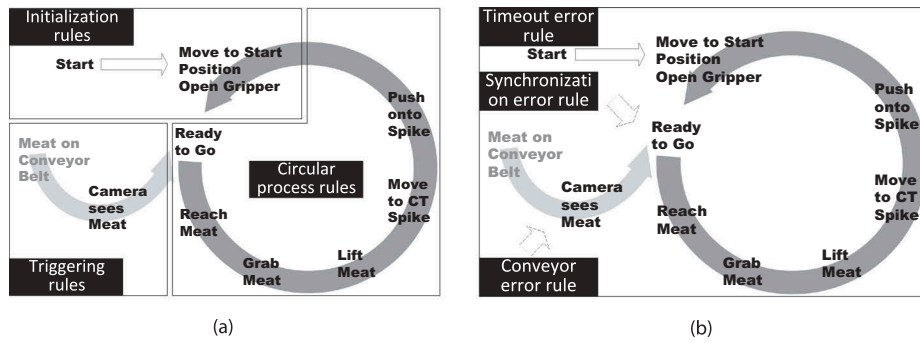 Initialization
rules
Start
Move to Start
Position
Open Gripper
Push
onto
Spike
Meat on
Conveyor
Belt
Ready
to Go
Circular
process rules
Camera
sees
Meat
Reach
Meat
Move
to CT
Spike
Triggering
rules
Grab
Meat
Lift
Meat
(a)
Timeout error
rule
Start
Move to Start
Position
Open Gripper
Synchronizati
on error rule
Push
onto
Spike
Meat on
Conveyor
Belt
Ready
to Go
Camera
sees
Meat
Reach
Meat
Move
to CT
Spike
Conveyor
error rule
Grab
Meat
Lift
Meat
(b)